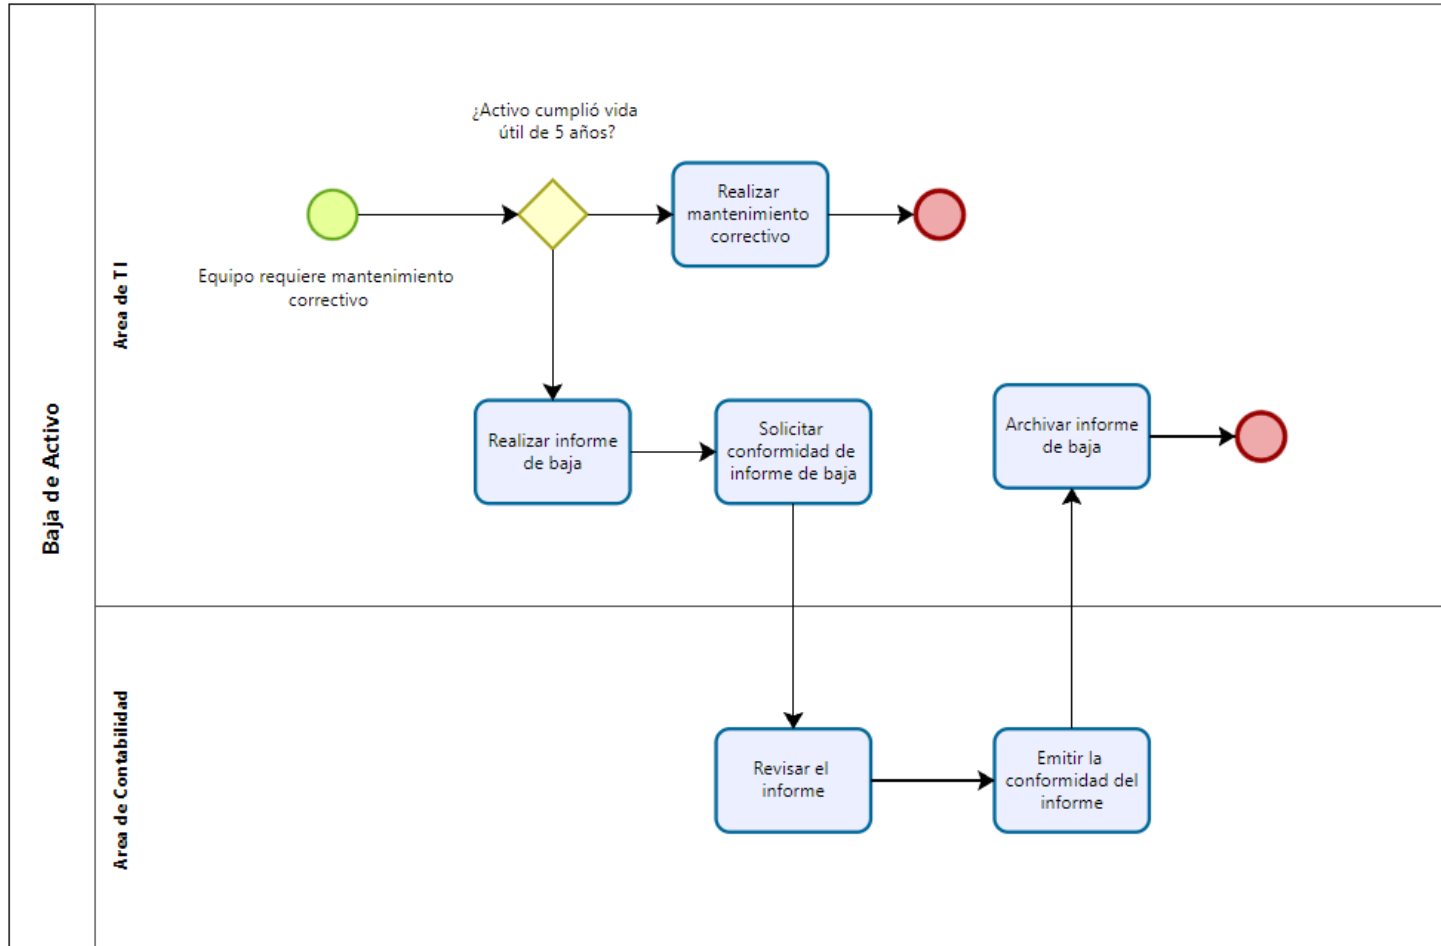 Baja de Activo
Area de TI
¿Activo cumplió vida
útil de 5 años?
Realizar
mantenimiento
correctivo
Equipo requiere mantenimiento
correctivo
Realizar informe
de baja
Solicitar
conformidad de
informe de baja
Archivar informe
de baja
Area de Contabilidad
Revisar el
informe
Emitir la
conformidad del
informe